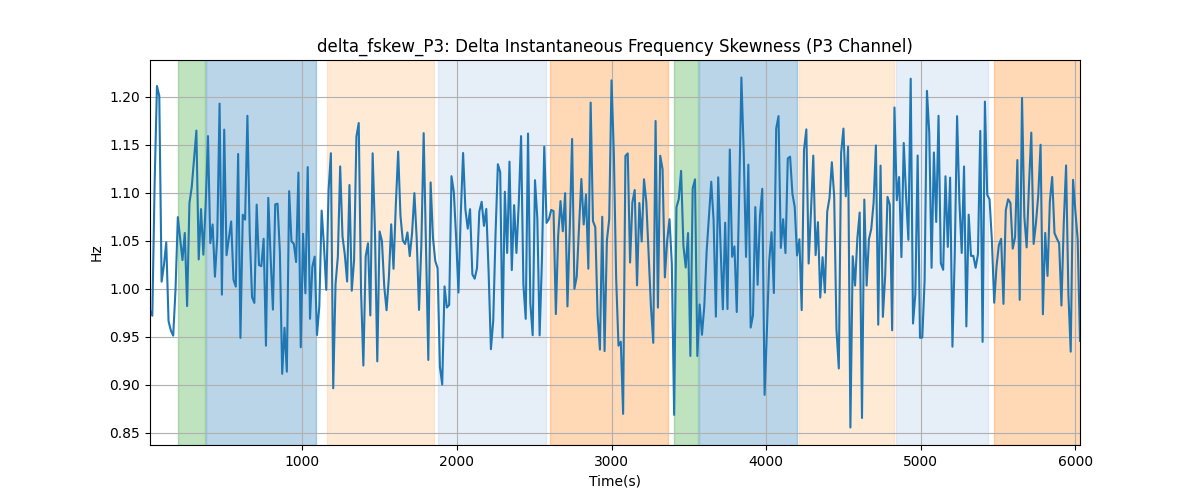 delta_fskew_P3: Delta Instantaneous Frequency Skewness (P3 Channel)
1.20
1.15
1.10
1.05
1.00
0.95
0.90
0.85
Hz
1000 2000 3000 4000 5000 6000
Time(s)